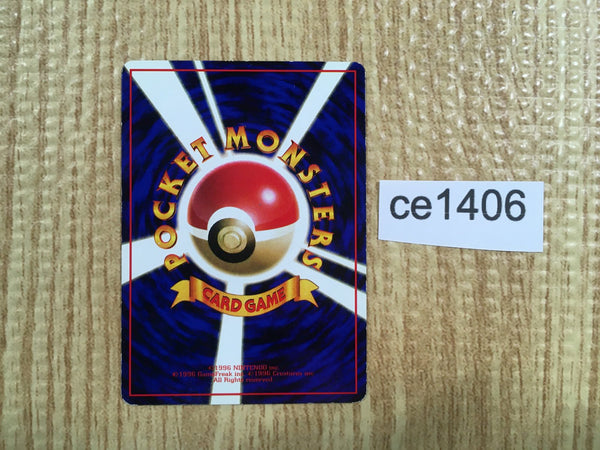 POCKET MONSTERS
CARD GAME
©1996 NINTENDO inc.
©1996 GameFreak inc. ©1996 Creatures inc.
All Rights reserved.
ce1406